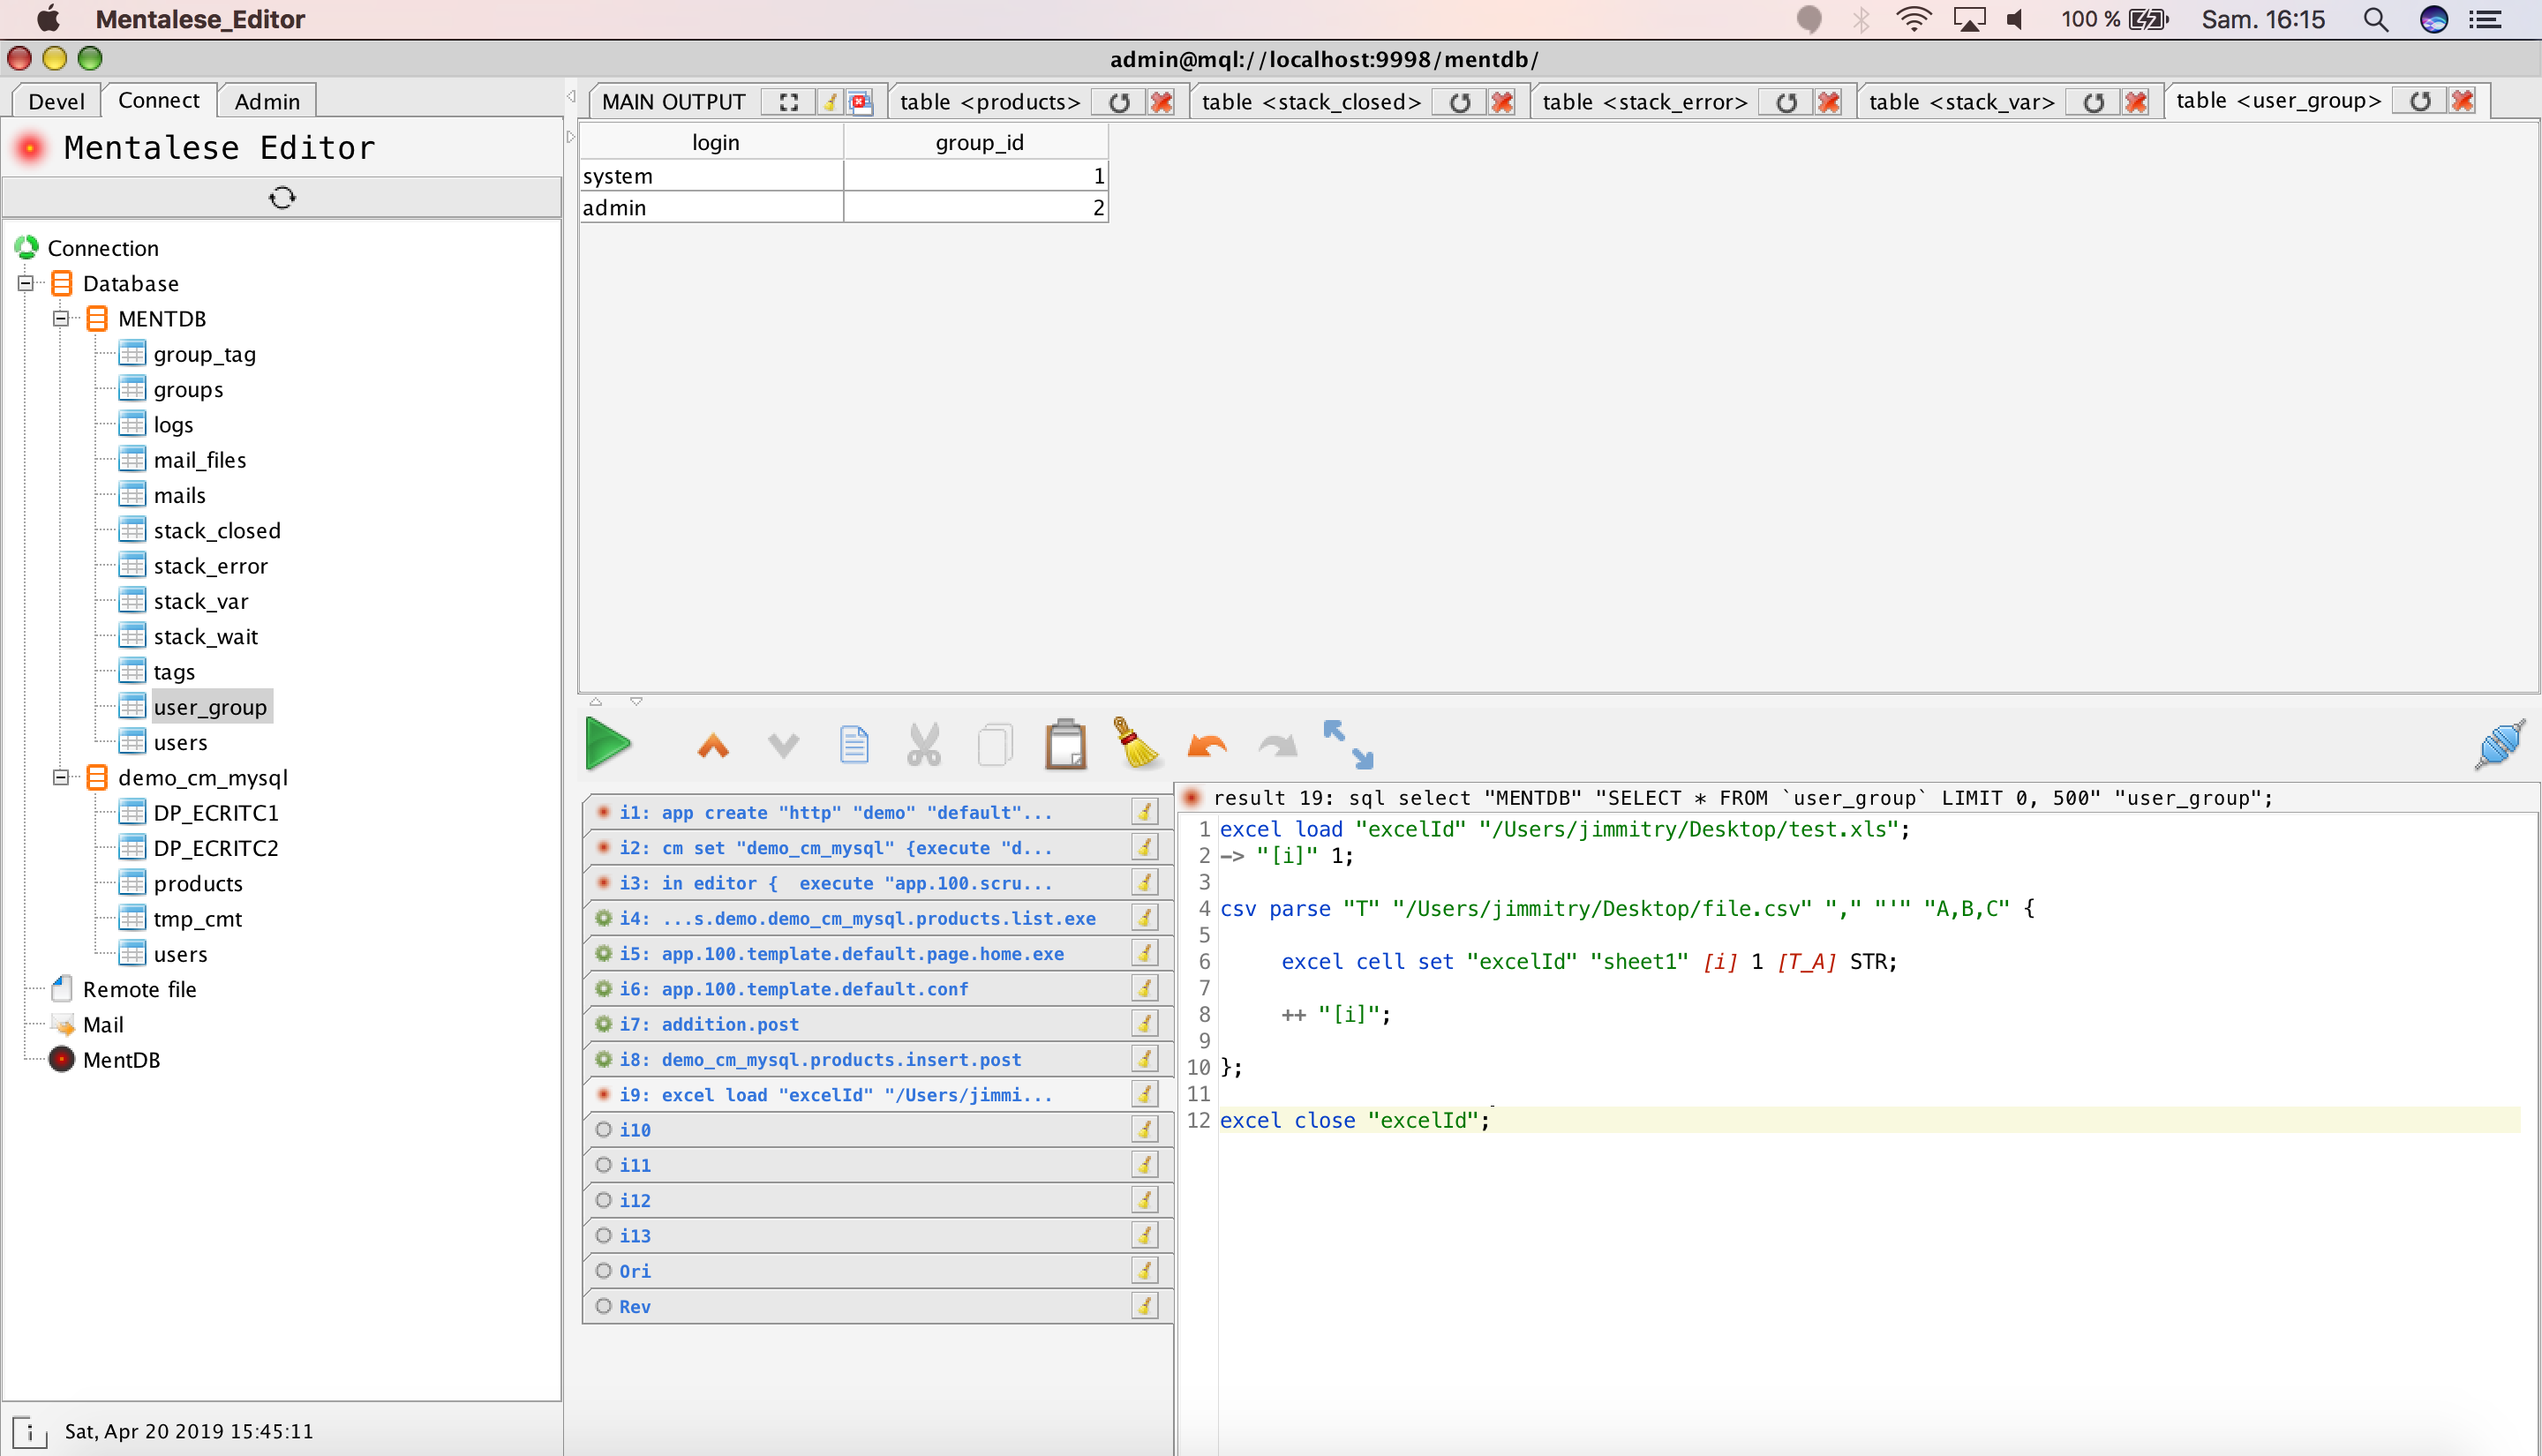 Mentalese_Editor
100 %
Sam. 16:15
admin@mql://localhost:9998/mentdb/
Devel
Connect
Admin
MAIN OUTPUT
table <products>
table <stack_closed>
table <stack_error>
table <stack_var>
table <user_group>
Mentalese Editor
login group_id
system 1
admin 2
Connection
Database
MENTDB
group_tag
groups
logs
mail_files
mails
stack_closed
stack_error
stack_var
stack_wait
tags
user_group
users
demo_cm_mysql
DP_ECRITC1
DP_ECRITC2
products
tmp_cmt
users
Remote file
Mail
MentDB
i Sat, Apr 20 2019 15:45:11
i1: app create "http" "demo" "default"...
i2: cm set "demo_cm_mysql" {execute "d...
i3: in editor { execute "app.100.scru...
i4: ...s.demo.demo_cm_mysql.products.list.exe
i5: app.100.template.default.page.home.exe
i6: app.100.template.default.conf
i7: addition.post
i8: demo_cm_mysql.products.insert.post
i9: excel load "excelId" "/Users/jimmi...
i10
i11
i12
i13
Ori
Rev
result 19: sql select "MENTDB" "SELECT * FROM `user_group` LIMIT 0, 500" "user_group";
1 excel load "excelId" "/Users/jimmitry/Desktop/test.xls";
2 -> "[i]" 1;
3
4 csv parse "T" "/Users/jimmitry/Desktop/file.csv" "," "'" "A,B,C" {
5
6 excel cell set "excelId" "sheet1" [i] 1 [T_A] STR;
7
8 ++ "[i]";
9
10 };
11
12 excel close "excelId";